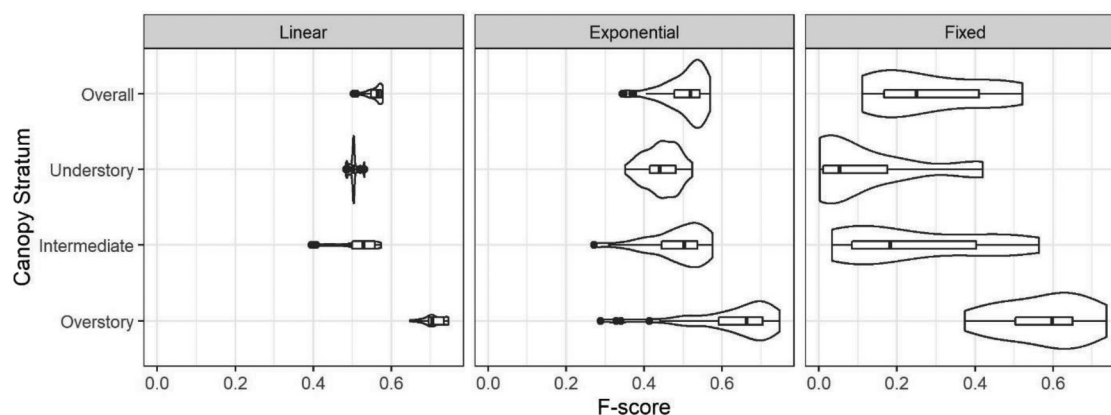 Linear Exponential Fixed
Canopy Stratum
Overall
Understory
Intermediate
Overstory
0.0 0.2 0.4 0.6 0.0 0.2 0.4 0.6 0.0 0.2 0.4 0.6
F-score